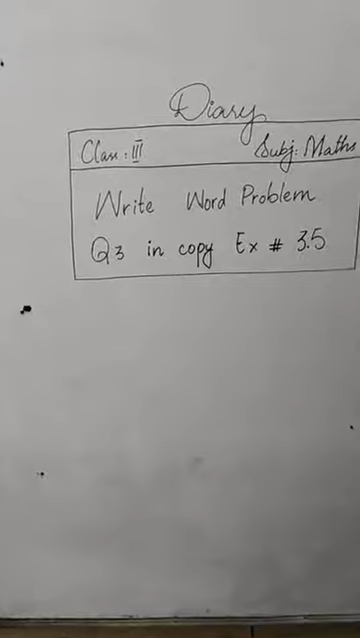 Diary
Class: III Subj: Maths
Write Word Problem
Q3 in copy Ex # 3.5